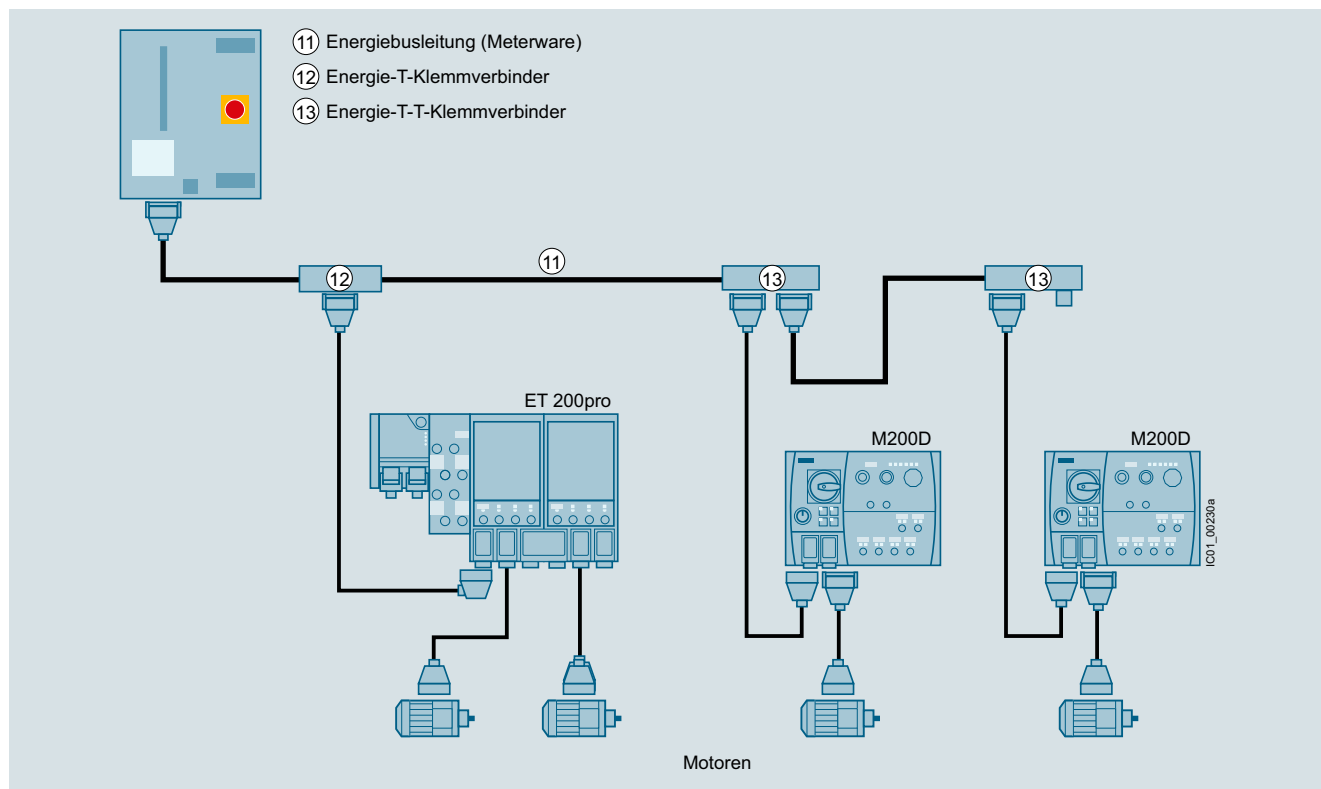 11 Energiebusleitung (Meterware)
12 Energie-T-Klemmverbinder
13 Energie-T-T-Klemmverbinder
11
12
13
13
ET 200pro
M200D
M200D
IC01_00230a
Motoren